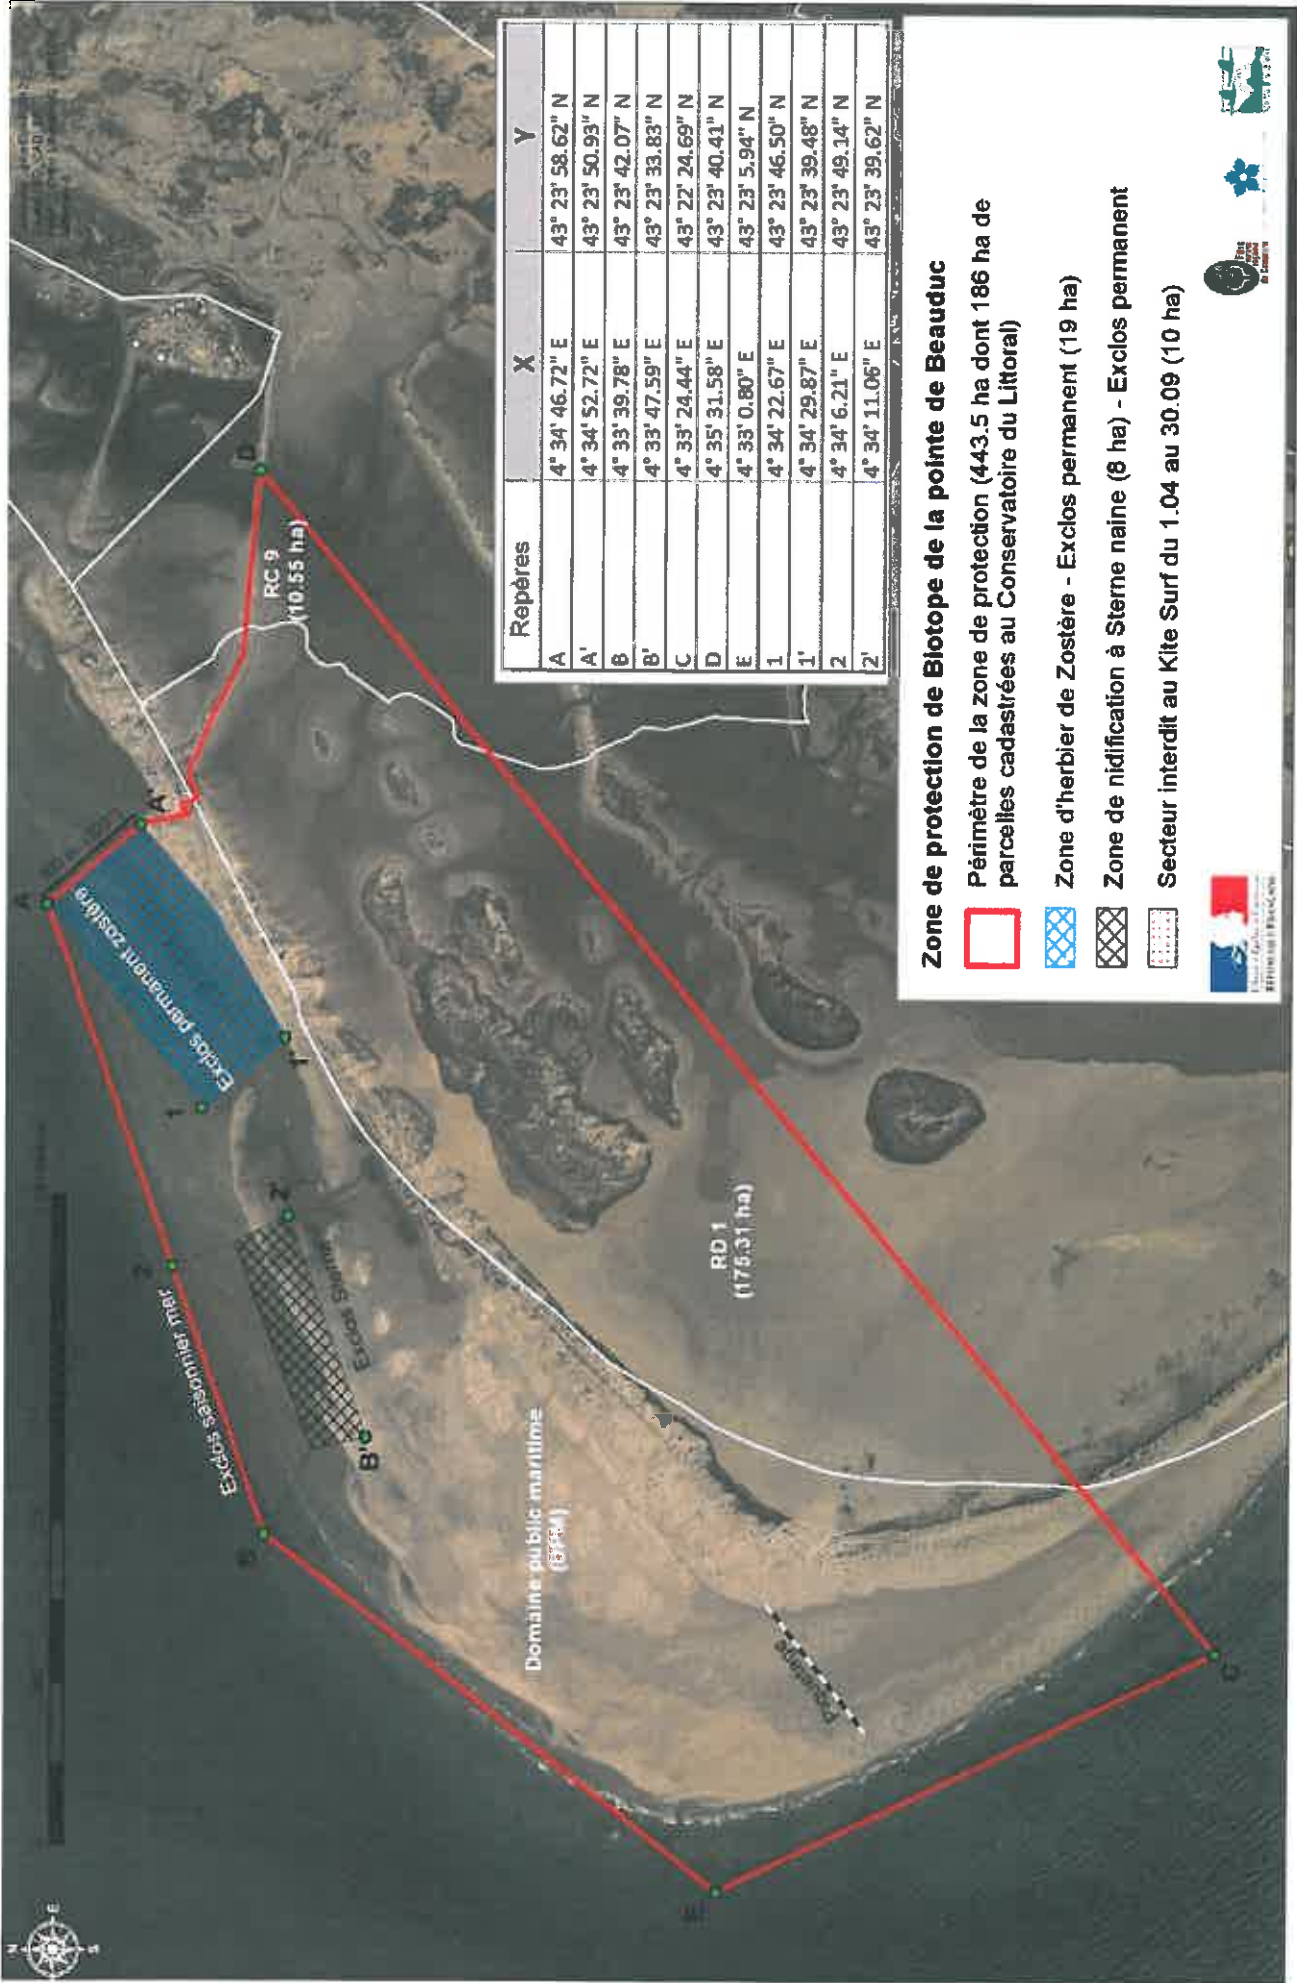 N
E
S
A
A'
Exclos permanent zostère
1
1'
2
Exclos saisonnier mer
2'
Exclos Sterne
B'
Domaine public maritime
Piquetage
E
C
D
RC 9
(10.55 ha)
RD 1
(175.31 ha)
Repères X Y
A 4° 34' 46.72" E 43° 23' 58.62" N
A' 4° 34' 52.72" E 43° 23' 50.93" N
B 4° 33' 39.78" E 43° 23' 42.07" N
B' 4° 33' 47.59" E 43° 23' 33.83" N
C 4° 33' 24.44" E 43° 22' 24.69" N
D 4° 35' 31.58" E 43° 23' 40.41" N
E 4° 33' 0.80" E 43° 23' 5.94" N
1 4° 34' 22.67" E 43° 23' 46.50" N
1' 4° 34' 29.87" E 43° 23' 39.48" N
2 4° 34' 6.21" E 43° 23' 49.14" N
2' 4° 34' 11.06" E 43° 23' 39.62" N
Zone de protection de Biotope de la pointe de Beauduc
Périmètre de la zone de protection (443.5 ha dont 186 ha de
parcelles cadastrées au Conservatoire du Littoral)
Zone d'herbier de Zostère - Exclos permanent (19 ha)
Zone de nidification à Sterne naine (8 ha) - Exclos permanent
Secteur interdit au Kite Surf du 1.04 au 30.09 (10 ha)
RÉPUBLIQUE FRANÇAISE